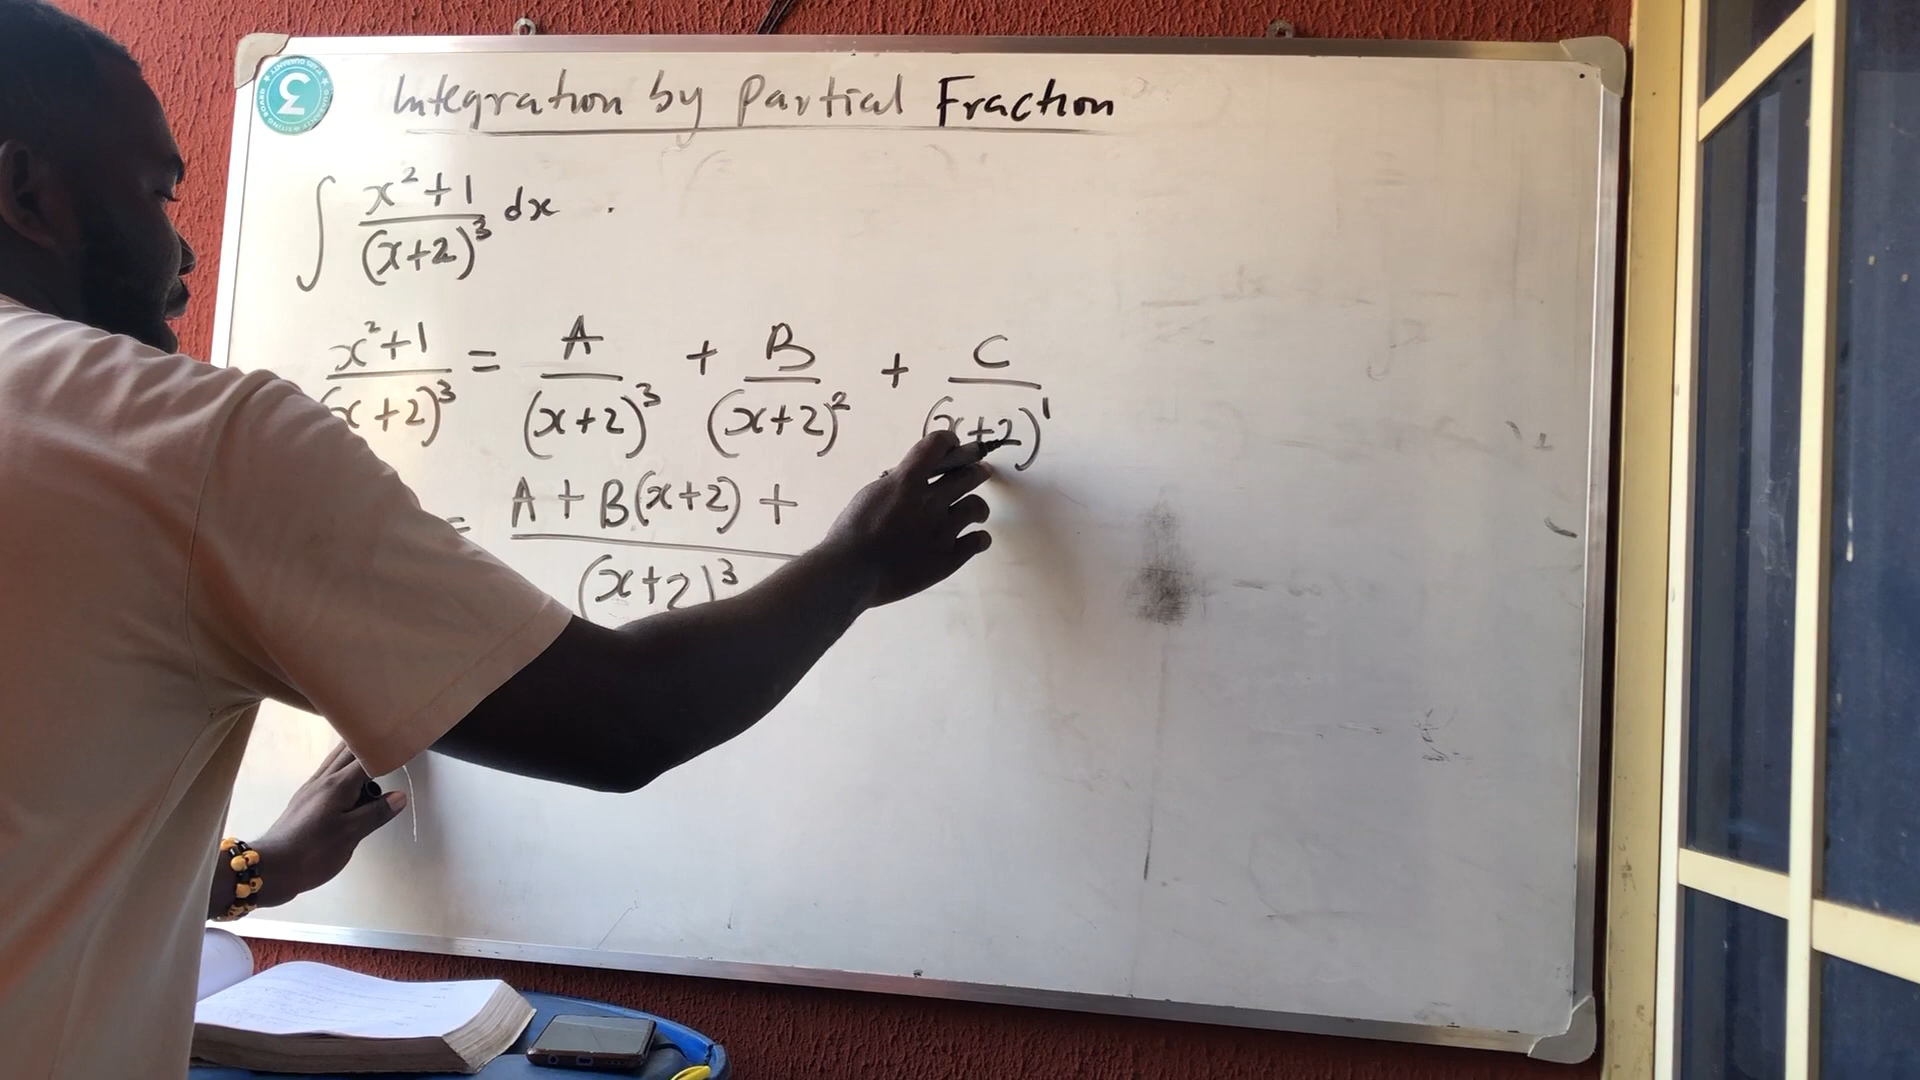 Integration by Partial Fraction
∫ x²+1 / (x+2)³ dx .
x²+1 / (x+2)³ = A / (x+2)³ + B / (x+2)² + C / (x+2)¹
= A + B(x+2) + / (x+2)³